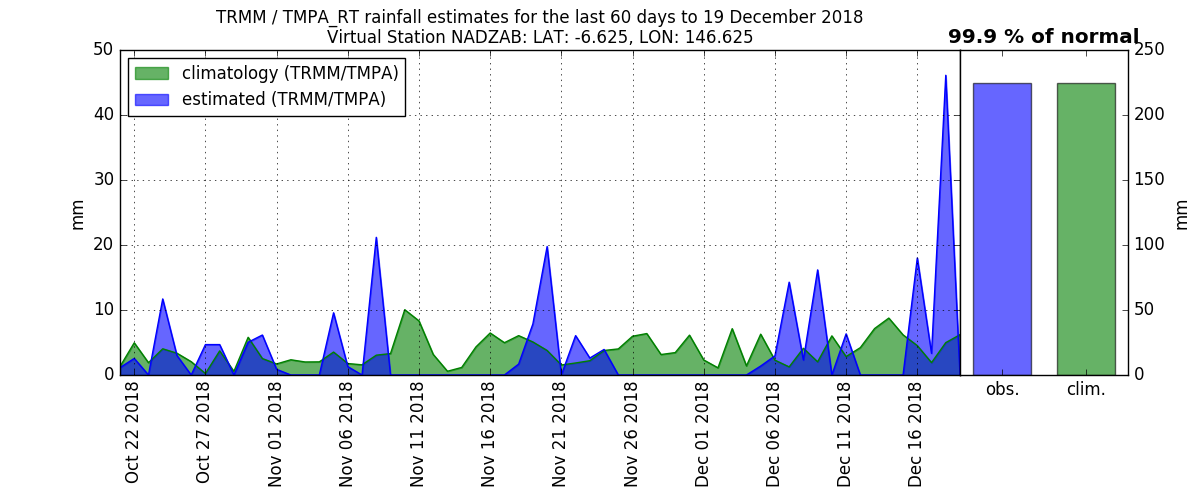 TRMM / TMPA_RT rainfall estimates for the last 60 days to 19 December 2018
Virtual Station NADZAB: LAT: -6.625, LON: 146.625
99.9 % of normal
climatology (TRMM/TMPA)
estimated (TRMM/TMPA)
50
40
30
20
10
0
mm
250
200
150
100
50
0
mm
Oct 22 2018
Oct 27 2018
Nov 01 2018
Nov 06 2018
Nov 11 2018
Nov 16 2018
Nov 21 2018
Nov 26 2018
Dec 01 2018
Dec 06 2018
Dec 11 2018
Dec 16 2018
obs.
clim.